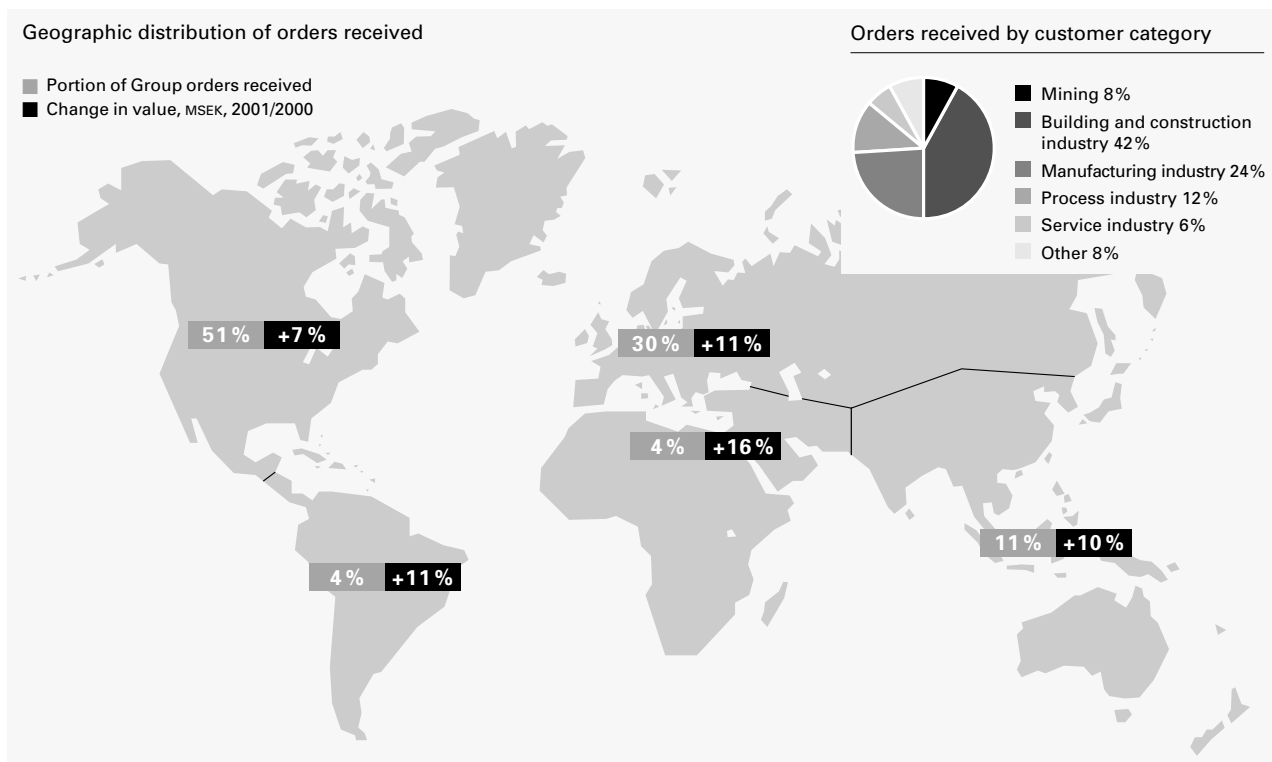 Geographic distribution of orders received
Portion of Group orders received
Change in value, MSEK, 2001/2000
Orders received by customer category
Mining 8%
Building and construction
industry 42%
Manufacturing industry 24%
Process industry 12%
Service industry 6%
Other 8%
51% +7%
30% +11%
4% +16%
11% +10%
4% +11%